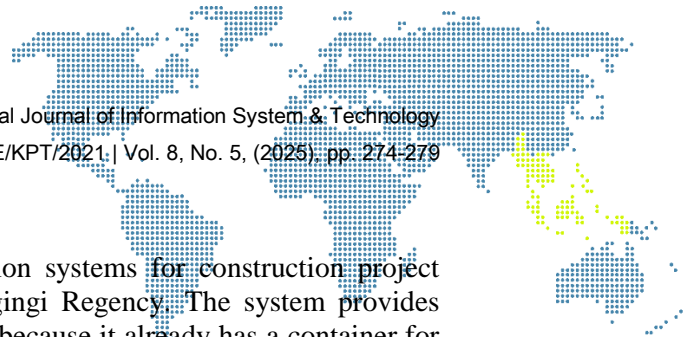 al Journal of Information System & Technology
E/KPT/2021 | Vol. 8, No. 5, (2025), pp. 274-279
ion systems for construction project
gingi Regency. The system provides
because it already has a container for